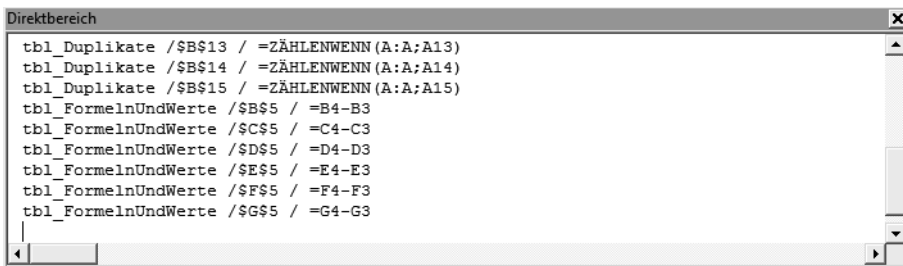 Direktbereich
tbl_Duplikate /$B$13 / =ZÄHLENWENN(A:A;A13)
tbl_Duplikate /$B$14 / =ZÄHLENWENN(A:A;A14)
tbl_Duplikate /$B$15 / =ZÄHLENWENN(A:A;A15)
tbl_FormelnUndWerte /$B$5 / =B4-B3
tbl_FormelnUndWerte /$C$5 / =C4-C3
tbl_FormelnUndWerte /$D$5 / =D4-D3
tbl_FormelnUndWerte /$E$5 / =E4-E3
tbl_FormelnUndWerte /$F$5 / =F4-F3
tbl_FormelnUndWerte /$G$5 / =G4-G3